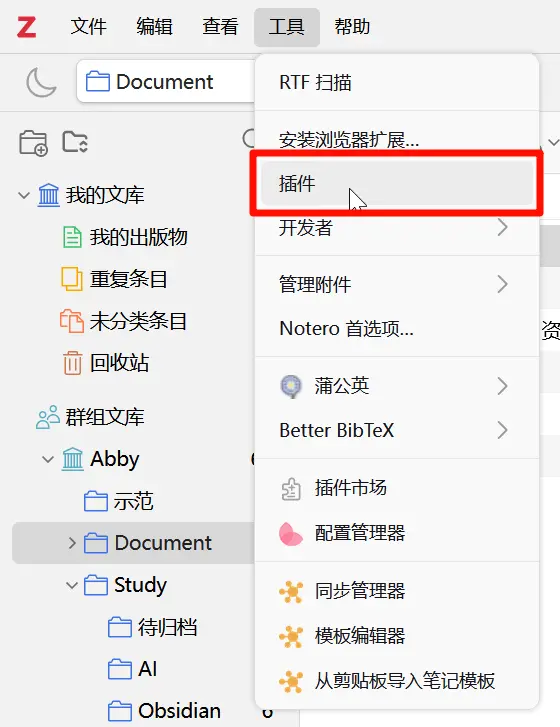 Z 文件 编辑 查看 工具 帮助
Document
RTF 扫描
安装浏览器扩展...
插件
开发者
管理附件
Notero 首选项...
蒲公英
Better BibTeX
插件市场
配置管理器
同步管理器
模板编辑器
从剪贴板导入笔记模板
我的文库
我的出版物
重复条目
未分类条目
回收站
群组文库
Abby
示范
Document
Study
待归档
AI
Obsidian
资